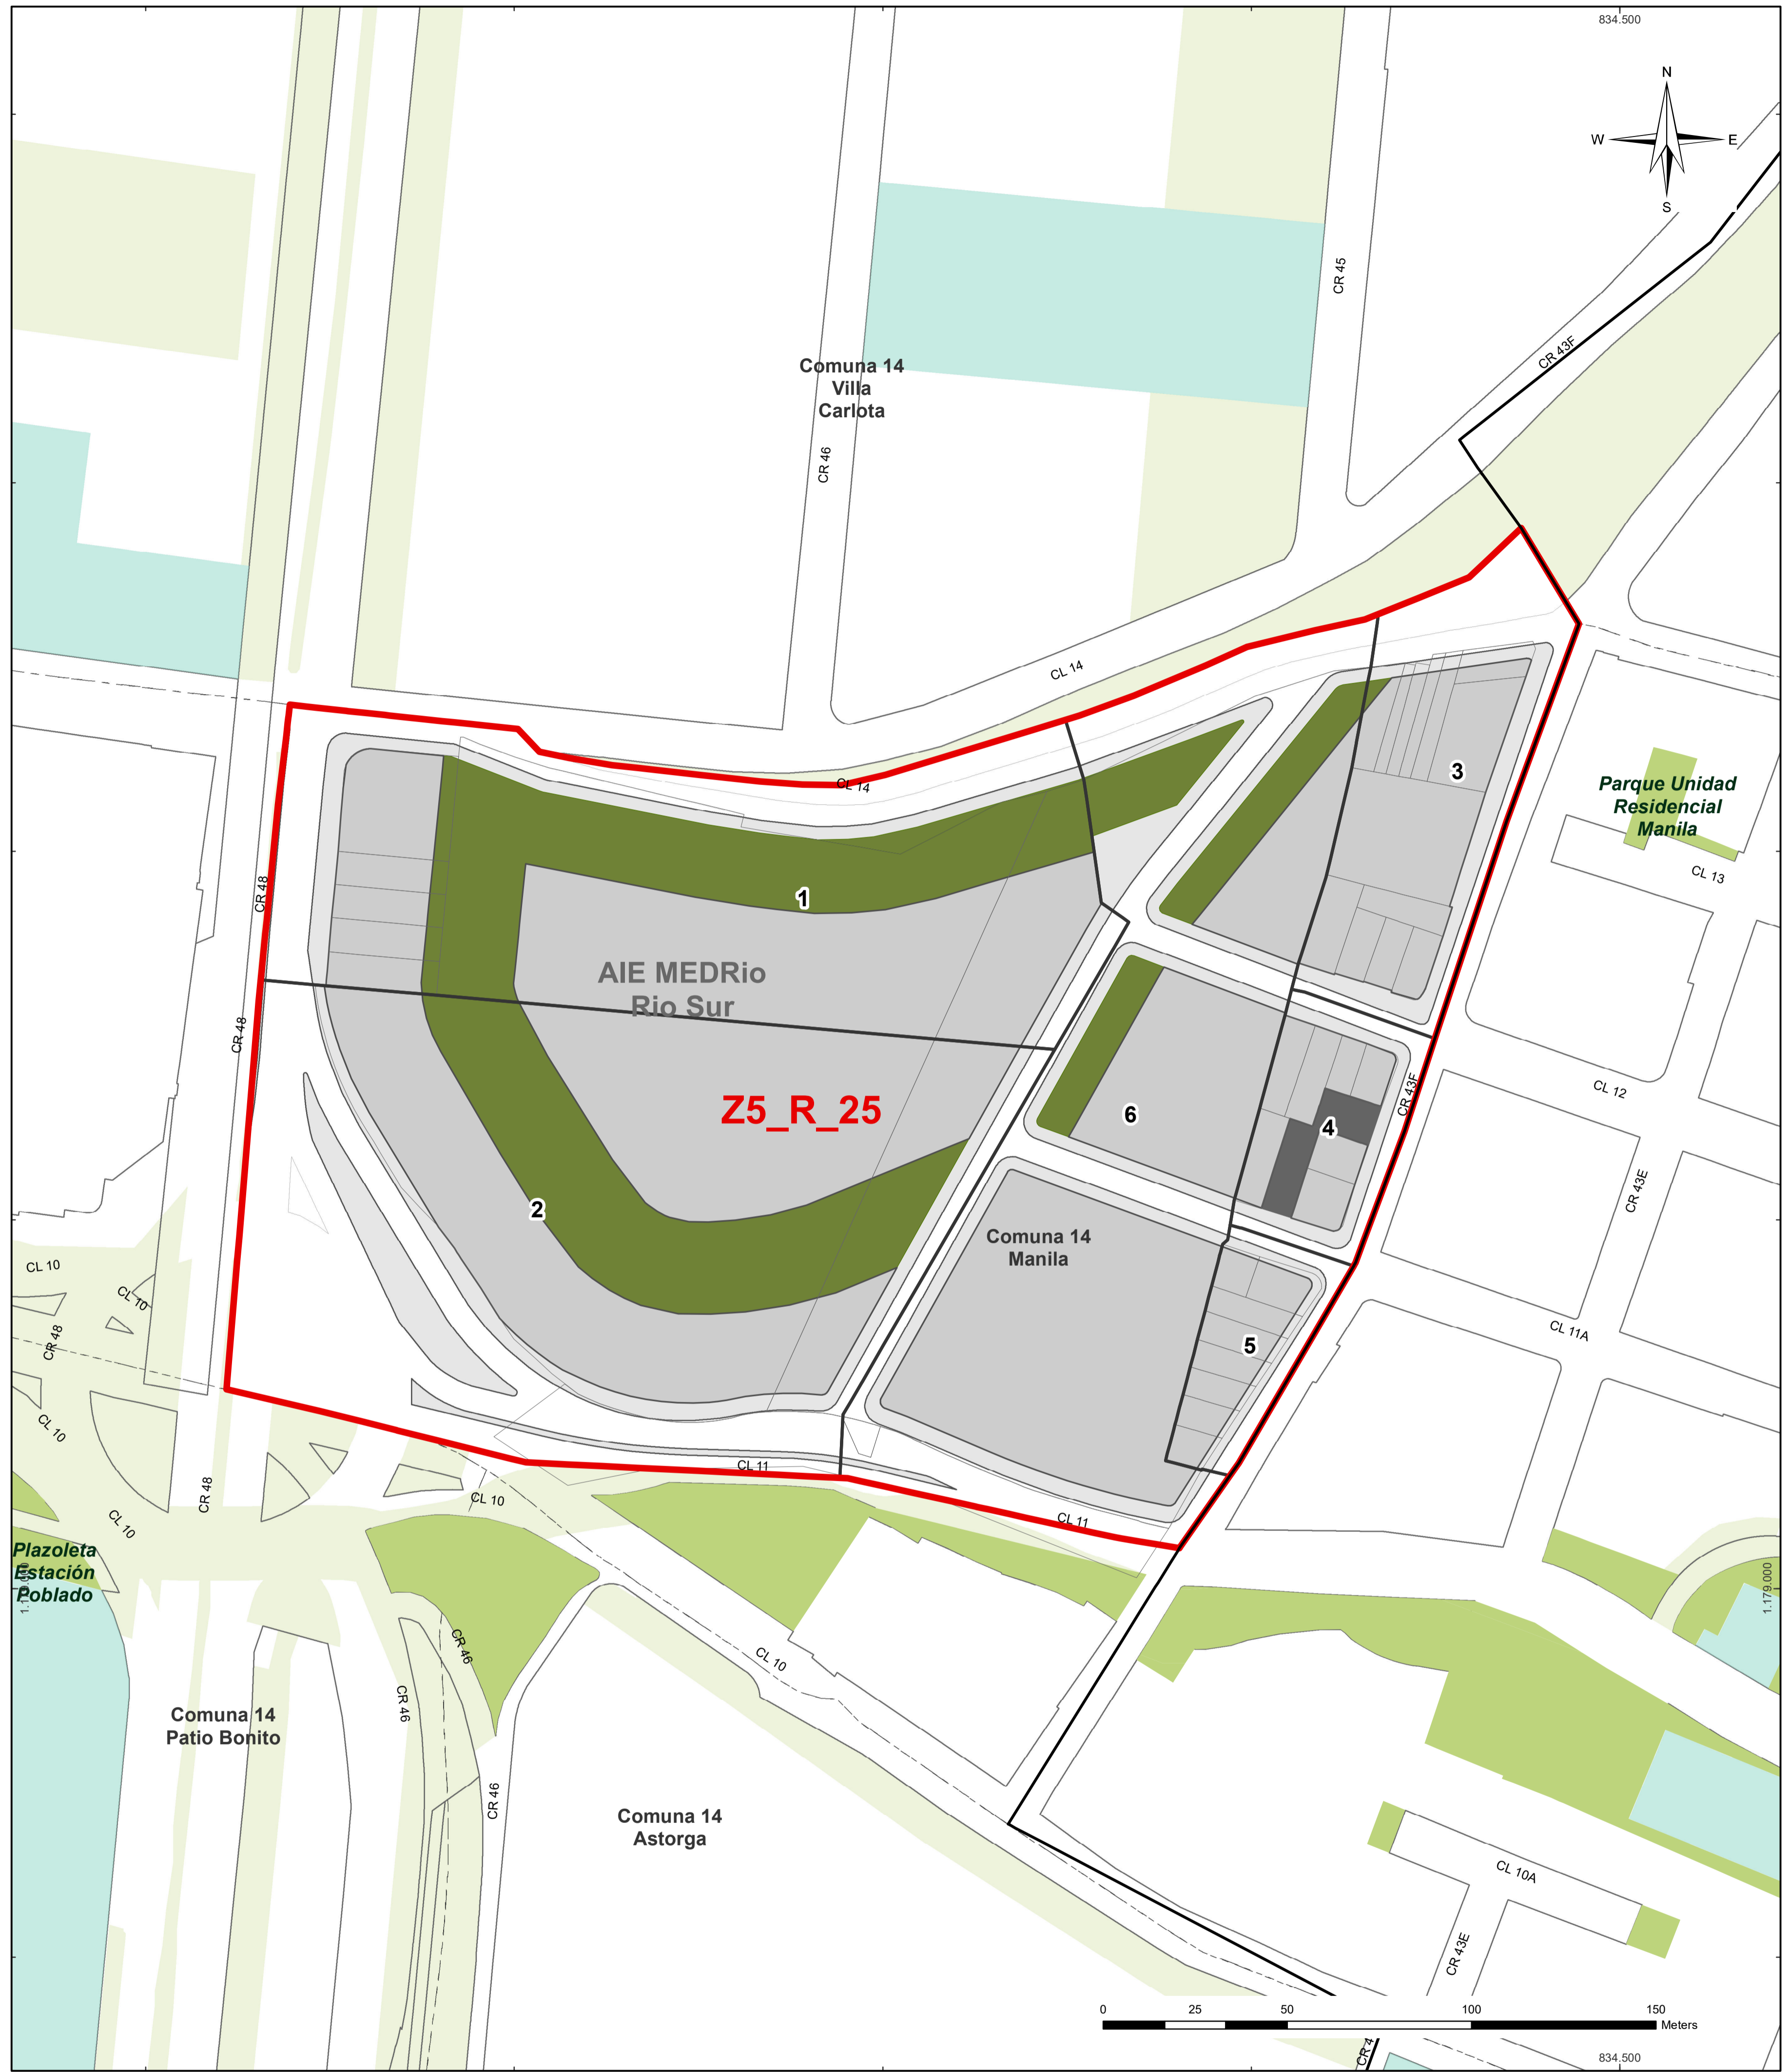 834.500
N
W
E
S
CR 45
CR 43F
Comuna 14
Villa
Carlota
CR 46
CL 14
CL 14
3
Parque Unidad
Residencial
Manila
CL 13
CR 48
1
AIE MEDRio
Rio Sur
CR 48
Z5_R_25
6
4
CR 43F
CL 12
CR 43E
2
Comuna 14
Manila
CL 10
CL 10
CR 48
5
CL 11A
CL 10
CL 11
CR 48
CL 10
CL 10
CL 11
Plazoleta
Estación
Poblado
1.179.000
CR 46
CL 10
CR 46
Comuna 14
Patio Bonito
CR 46
Comuna 14
Astorga
CL 10A
CR 43E
0 25 50 100 150
Meters
CR 4
834.500